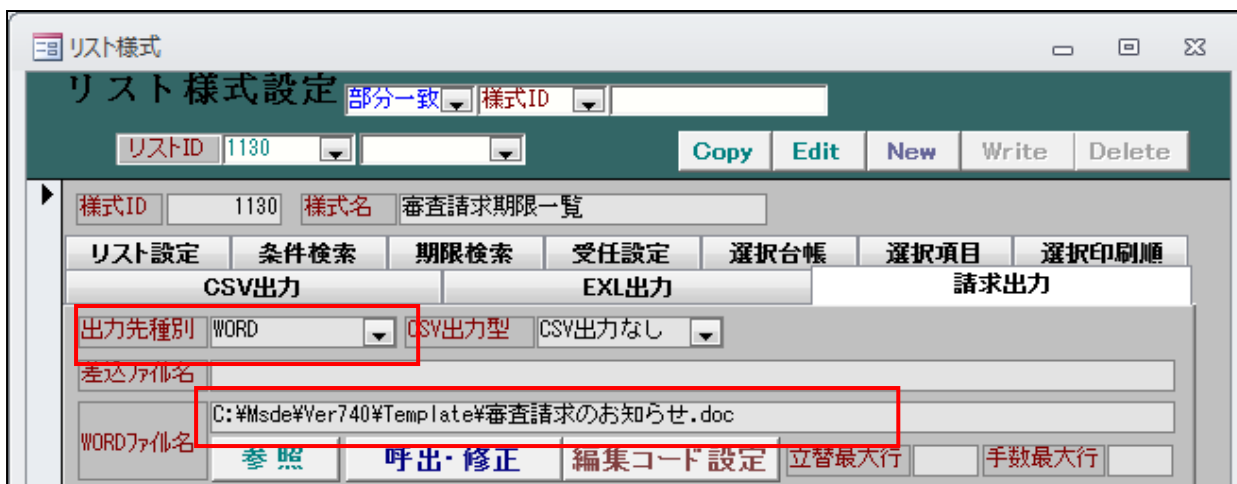 リスト様式
リスト様式設定 部分一致 様式ID
リストID 1130 Copy Edit New Write Delete
様式ID 1130 様式名 審査請求期限一覧
リスト設定 条件検索 期限検索 受任設定 選択台帳 選択項目 選択印刷順
CSV出力 EXL出力 請求出力
出力先種別 WORD CSV出力型 CSV出力なし
差込ファイル名
C:¥Msde¥Ver740¥Template¥審査請求のお知らせ.doc
WORDファイル名 参照 呼出・修正 編集コード設定 立替最大行 手数最大行